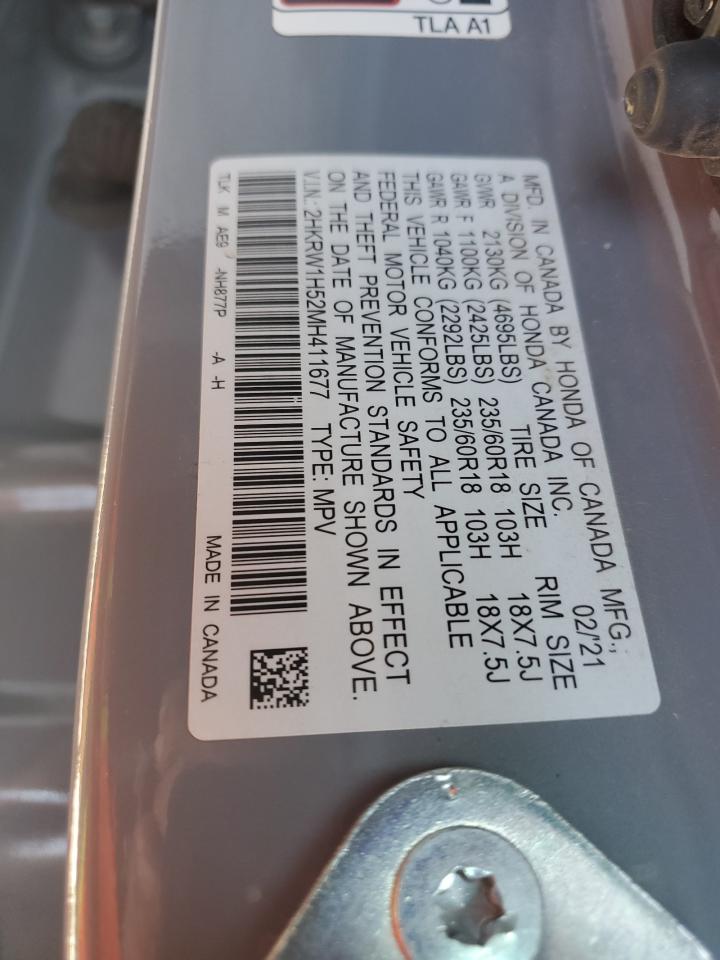 TLA A1
MFD. IN CANADA BY HONDA OF CANADA MFG.,
A DIVISION OF HONDA CANADA INC. 02/'21
GVWR 2130KG (4695LBS) TIRE SIZE RIM SIZE
GAWR F 1100KG (2425LBS) 235/60R18 103H 18X7.5J
GAWR R 1040KG (2292LBS) 235/60R18 103H 18X7.5J
THIS VEHICLE CONFORMS TO ALL APPLICABLE
FEDERAL MOTOR VEHICLE SAFETY
AND THEFT PREVENTION STANDARDS IN EFFECT
ON THE DATE OF MANUFACTURE SHOWN ABOVE.
V.I.N.: 2HKRW1H52MH411677 TYPE: MPV
TLK M AE9 -NH877P -A -H MADE IN CANADA